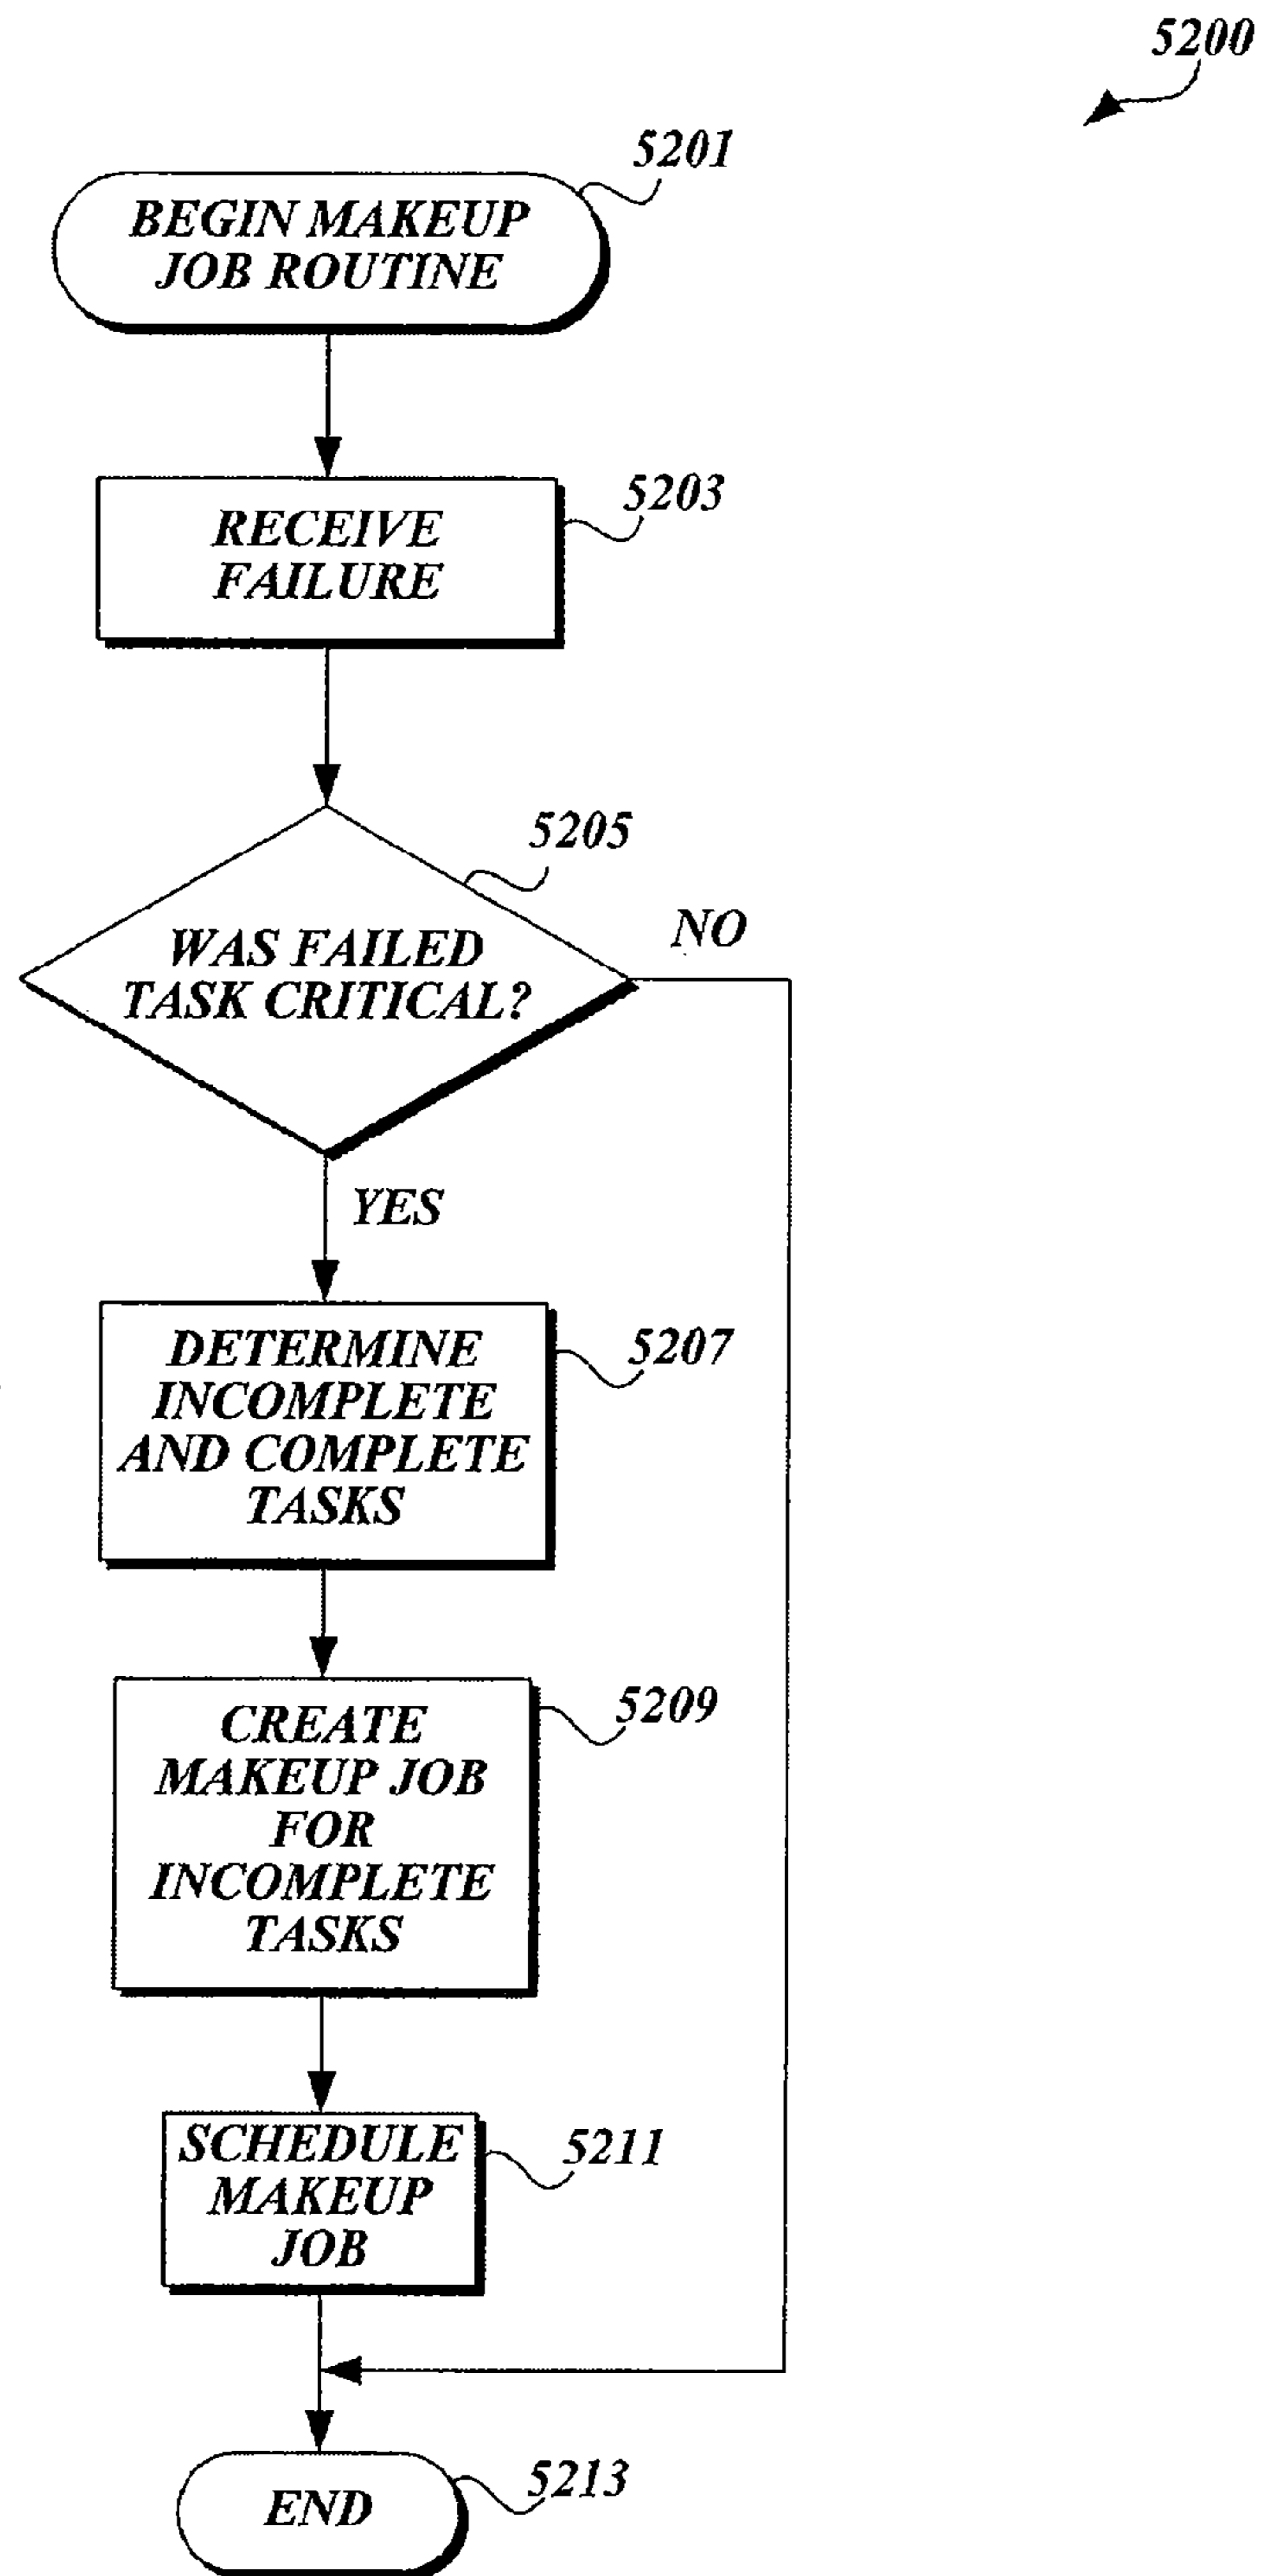 5200
5201
BEGIN MAKEUP
JOB ROUTINE
5203
RECEIVE
FAILURE
5205
NO
WAS FAILED
TASK CRITICAL?
YES
5207
DETERMINE
INCOMPLETE
AND COMPLETE
TASKS
5209
CREATE
MAKEUP JOB
FOR
INCOMPLETE
TASKS
5211
SCHEDULE
MAKEUP
JOB
5213
END